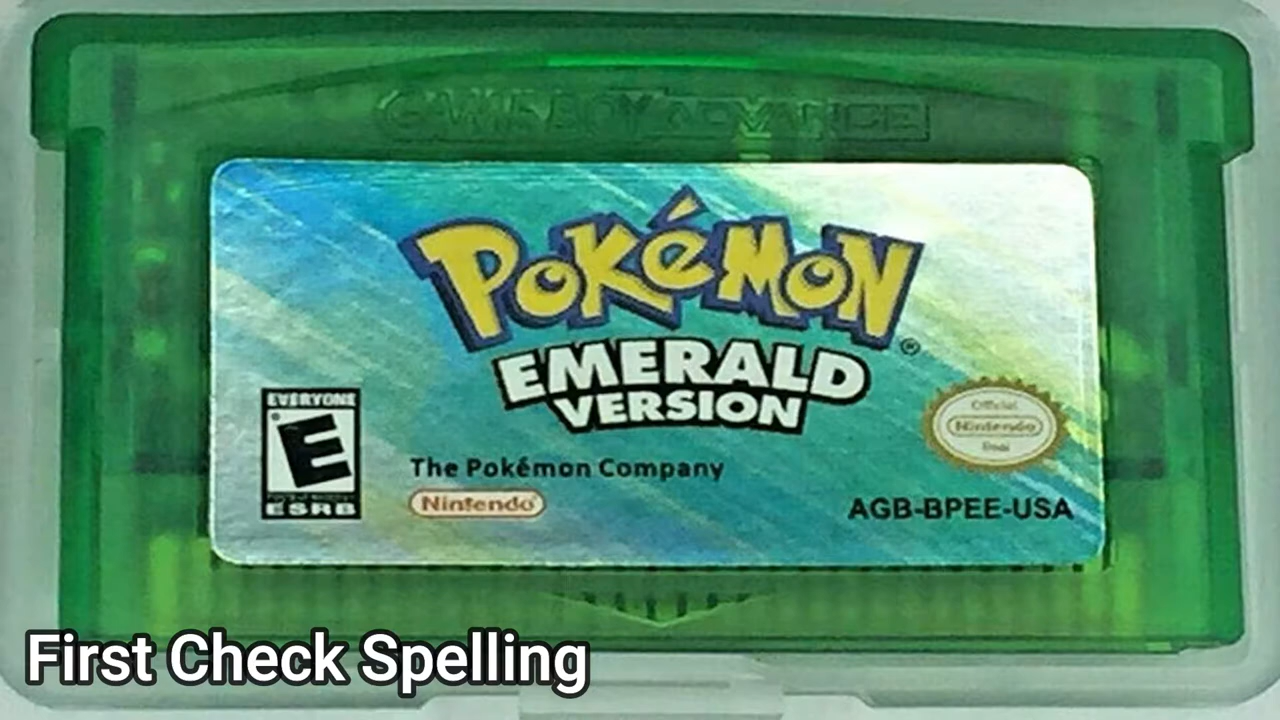 GAME BOY ADVANCE
POKéMON
®
EMERALD
VERSION
EVERYONE
E
ESRB
The Pokémon Company
Nintendo®
Official
Nintendo
Seal
AGB-BPEE-USA
First Check Spelling